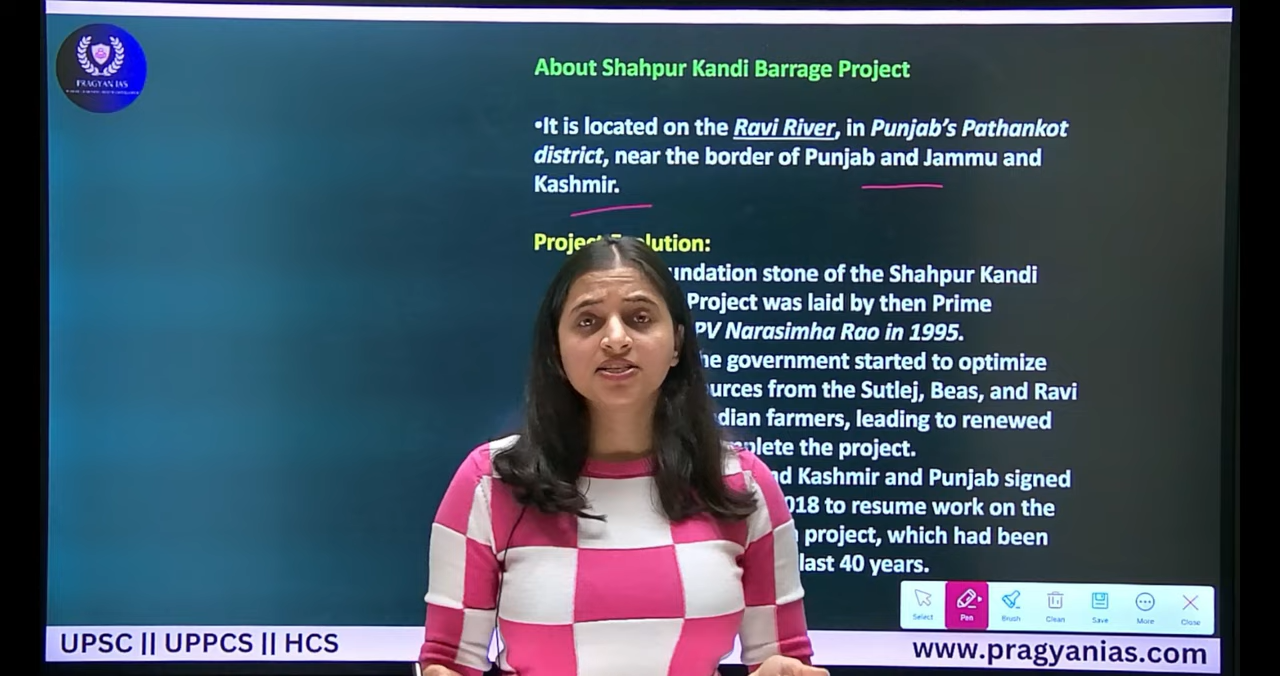 PRAGYAN IAS
About Shahpur Kandi Barrage Project
•It is located on the Ravi River, in Punjab's Pathankot
district, near the border of Punjab and Jammu and
Kashmir.
Project lution:
undation stone of the Shahpur Kandi
Project was laid by then Prime
PV Narasimha Rao in 1995.
he government started to optimize
urces from the Sutlej, Beas, and Ravi
dian farmers, leading to renewed
mplete the project.
nd Kashmir and Punjab signed
018 to resume work on the
project, which had been
last 40 years.
Select
Pen
Brush
Clean
Save
More
Close
UPSC || UPPCS || HCS
www.pragyanias.com